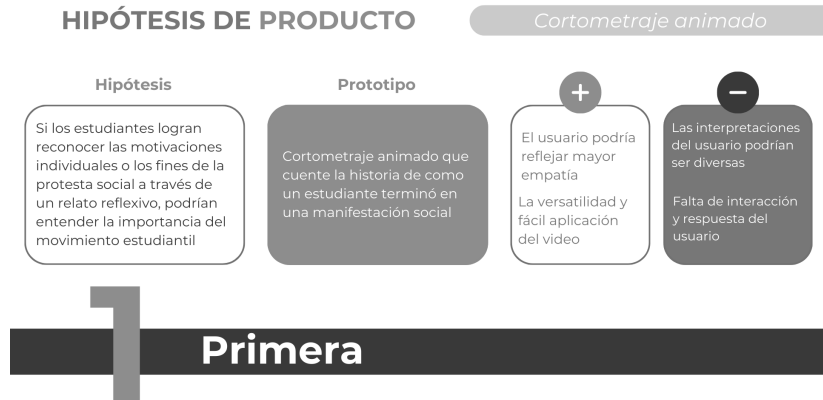 HIPÓTESIS DE PRODUCTO
Cortometraje animado
Hipótesis
Si los estudiantes logran
reconocer las motivaciones
individuales o los fines de la
protesta social a través de
un relato reflexivo, podrían
entender la importancia del
movimiento estudiantil
Prototipo
Cortometraje animado que
cuente la historia de como
un estudiante terminó en
una manifestación social
+
El usuario podría
reflejar mayor
empatía
La versatilidad y
fácil aplicación
del video
−
Las interpretaciones
del usuario podrían
ser diversas
Falta de interacción
y respuesta del
usuario
1
Primera